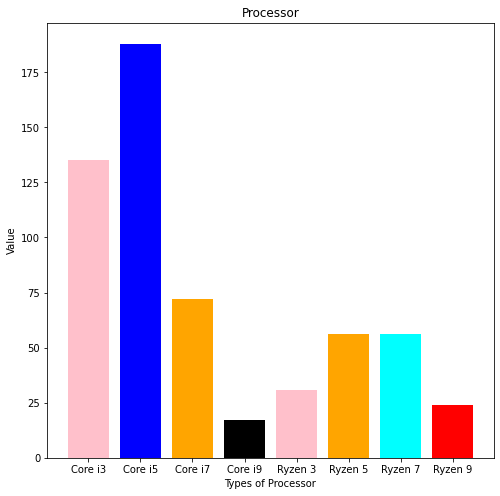 Processor
175
150
125
100
75
50
25
0
Value
Core i3 Core i5 Core i7 Core i9 Ryzen 3 Ryzen 5 Ryzen 7 Ryzen 9
Types of Processor